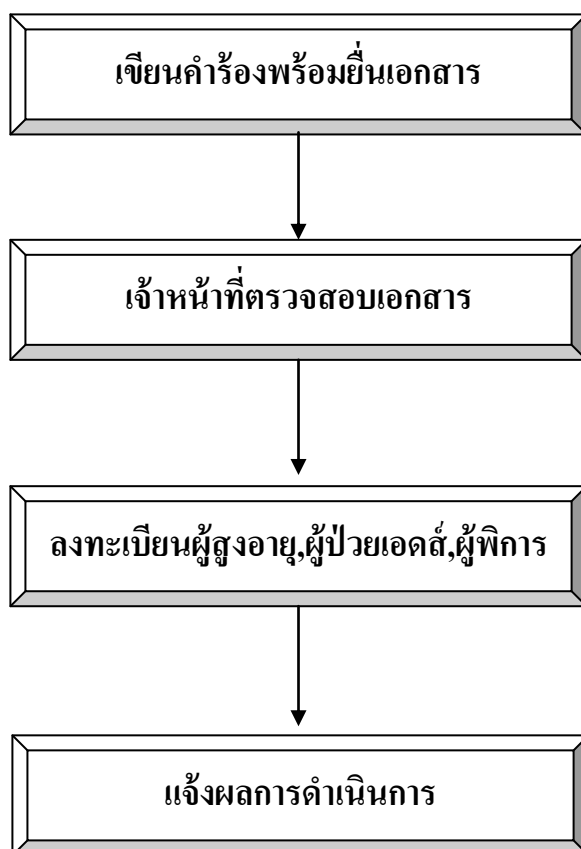 เขียนคำร้องพร้อมยื่นเอกสาร
เจ้าหน้าที่ตรวจสอบเอกสาร
ลงทะเบียนผู้สูงอายุ,ผู้ป่วยเอดส์,ผู้พิการ
แจ้งผลการดำเนินการ